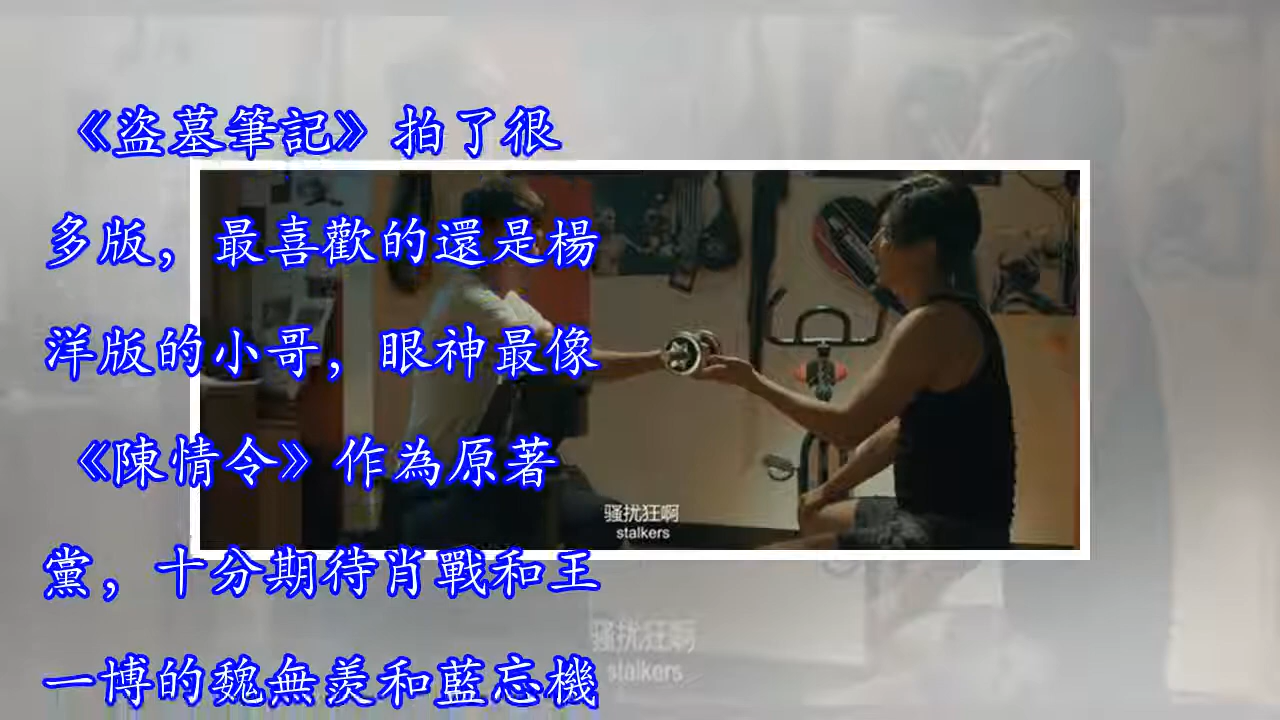 《盜墓筆記》拍了很
多版，最喜歡的還是楊
洋版的小哥，眼神最像
《陳情令》作為原著
黨，十分期待肖戰和王
一博的魏無羨和藍忘機
骚扰狂啊
stalkers
骚扰狂啊
stalkers